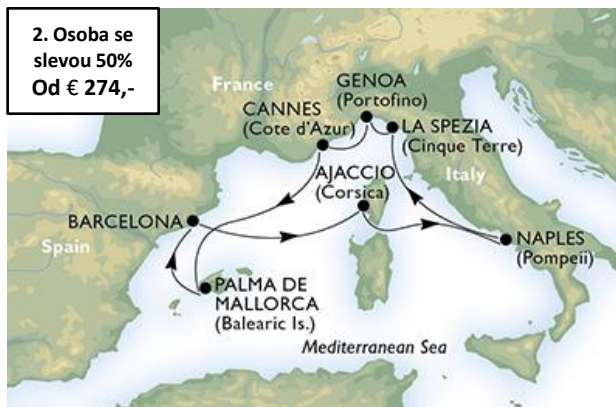 2. Osoba se
slevou 50%
Od € 274,-
France
GENOA
(Portofino)
CANNES
(Cote d'Azur)
LA SPEZIA
(Cinque Terre)
AJACCIO
(Corsica)
Italy
BARCELONA
Spain
NAPLES
(Pompeii)
PALMA DE
MALLORCA
(Balearic Is.)
Mediterranean Sea